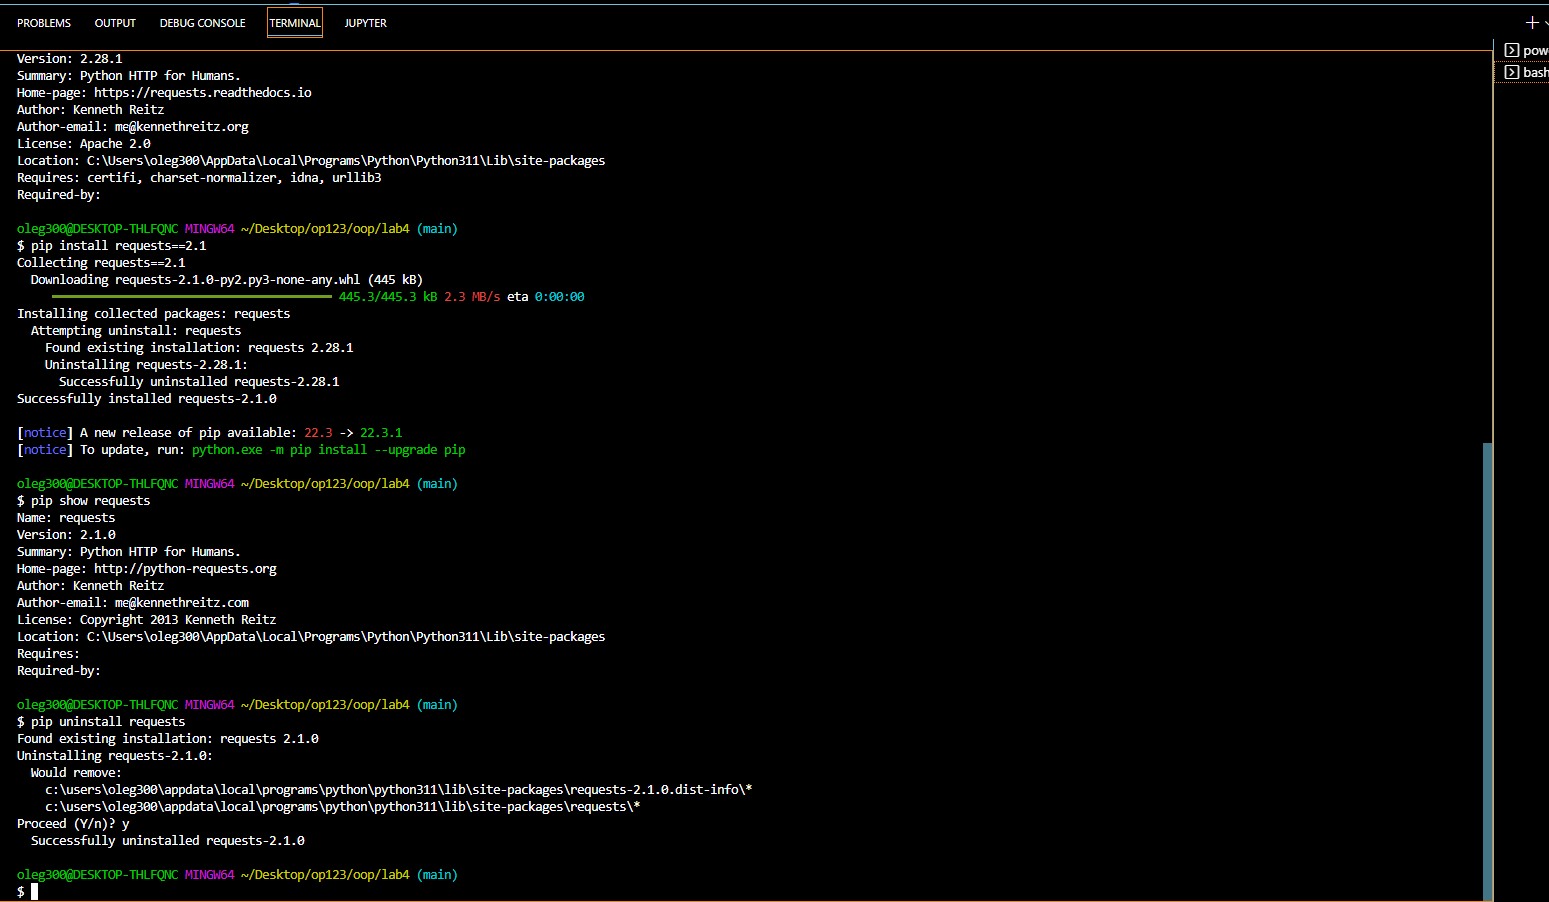 PROBLEMS OUTPUT DEBUG CONSOLE TERMINAL JUPYTER
pow
bash
Version: 2.28.1
Summary: Python HTTP for Humans.
Home-page: https://requests.readthedocs.io
Author: Kenneth Reitz
Author-email: me@kennethreitz.org
License: Apache 2.0
Location: C:\Users\oleg300\AppData\Local\Programs\Python\Python311\Lib\site-packages
Requires: certifi, charset-normalizer, idna, urllib3
Required-by:
oleg300@DESKTOP-THLFQNC MINGW64 ~/Desktop/op123/oop/lab4 (main)
$ pip install requests==2.1
Collecting requests==2.1
Downloading requests-2.1.0-py2.py3-none-any.whl (445 kB)
445.3/445.3 kB 2.3 MB/s eta 0:00:00
Installing collected packages: requests
Attempting uninstall: requests
Found existing installation: requests 2.28.1
Uninstalling requests-2.28.1:
Successfully uninstalled requests-2.28.1
Successfully installed requests-2.1.0
[notice] A new release of pip available: 22.3 -> 22.3.1
[notice] To update, run: python.exe -m pip install --upgrade pip
oleg300@DESKTOP-THLFQNC MINGW64 ~/Desktop/op123/oop/lab4 (main)
$ pip show requests
Name: requests
Version: 2.1.0
Summary: Python HTTP for Humans.
Home-page: http://python-requests.org
Author: Kenneth Reitz
Author-email: me@kennethreitz.com
License: Copyright 2013 Kenneth Reitz
Location: C:\Users\oleg300\AppData\Local\Programs\Python\Python311\Lib\site-packages
Requires:
Required-by:
oleg300@DESKTOP-THLFQNC MINGW64 ~/Desktop/op123/oop/lab4 (main)
$ pip uninstall requests
Found existing installation: requests 2.1.0
Uninstalling requests-2.1.0:
Would remove:
c:\users\oleg300\appdata\local\programs\python\python311\lib\site-packages\requests-2.1.0.dist-info\*
c:\users\oleg300\appdata\local\programs\python\python311\lib\site-packages\requests\*
Proceed (Y/n)? y
Successfully uninstalled requests-2.1.0
oleg300@DESKTOP-THLFQNC MINGW64 ~/Desktop/op123/oop/lab4 (main)
$